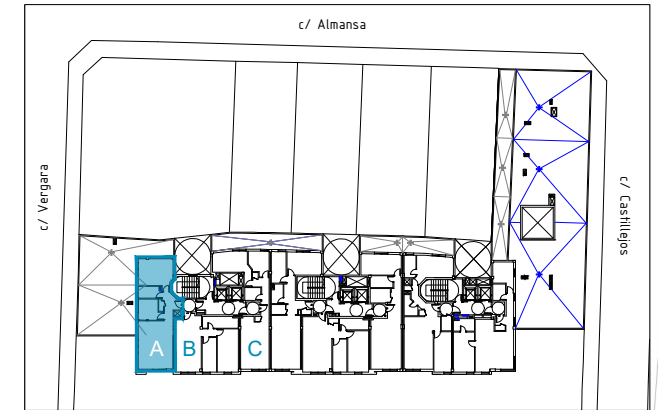 c/ Almansa
c/ Vergara
c/ Castillejos
A
B
C